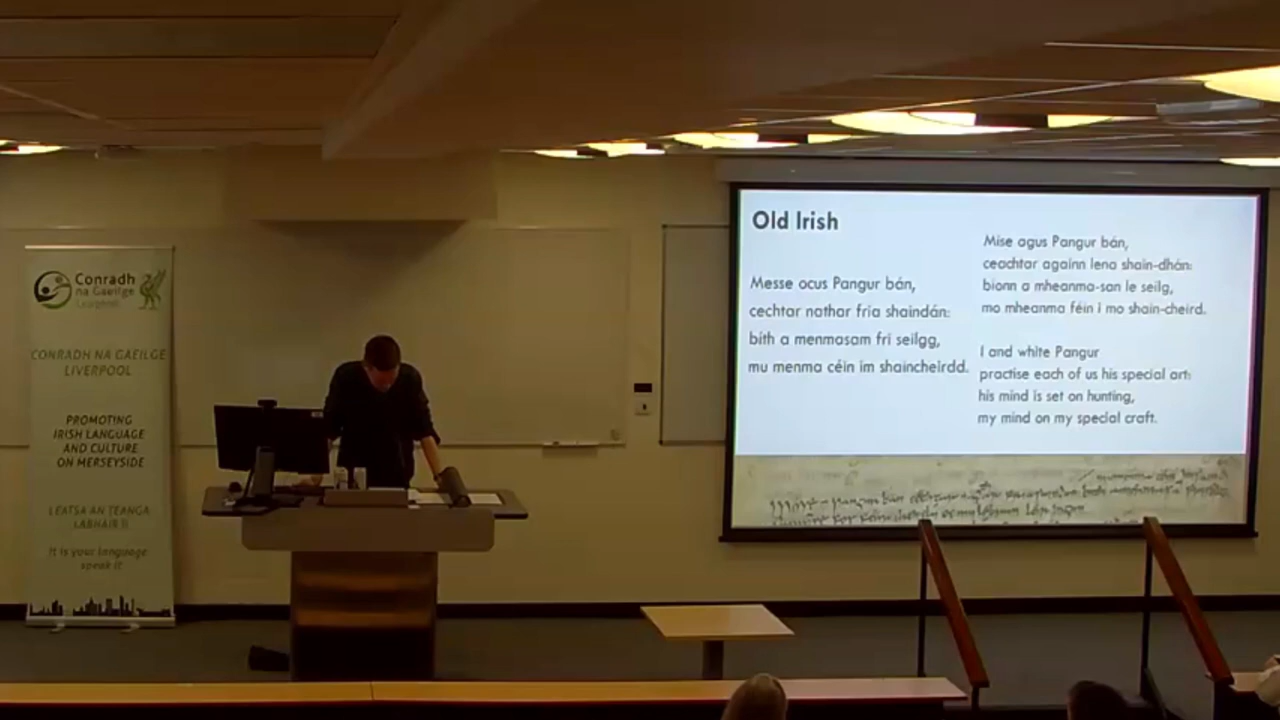 Conradh
na Gaeilge
Liverpool
CONRADH NA GAEILGE
LIVERPOOL
PROMOTING
IRISH LANGUAGE
AND CULTURE
ON MERSEYSIDE
LEATSA AN TEANGA
LABHAIR Í!
It is your language
speak it
Old Irish
Messe ocus Pangur bán,
cechtar nathar fria shaindán:
bíth a menmasam fri seilgg,
mu menma céin im shaincheirdd.
Mise agus Pangur bán,
ceachtar againn lena shain-dhán:
bíonn a mheanma-san le seilg,
mo mheanma féin i mo shain-cheird.
I and white Pangur
practise each of us his special art:
his mind is set on hunting,
my mind on my special craft.